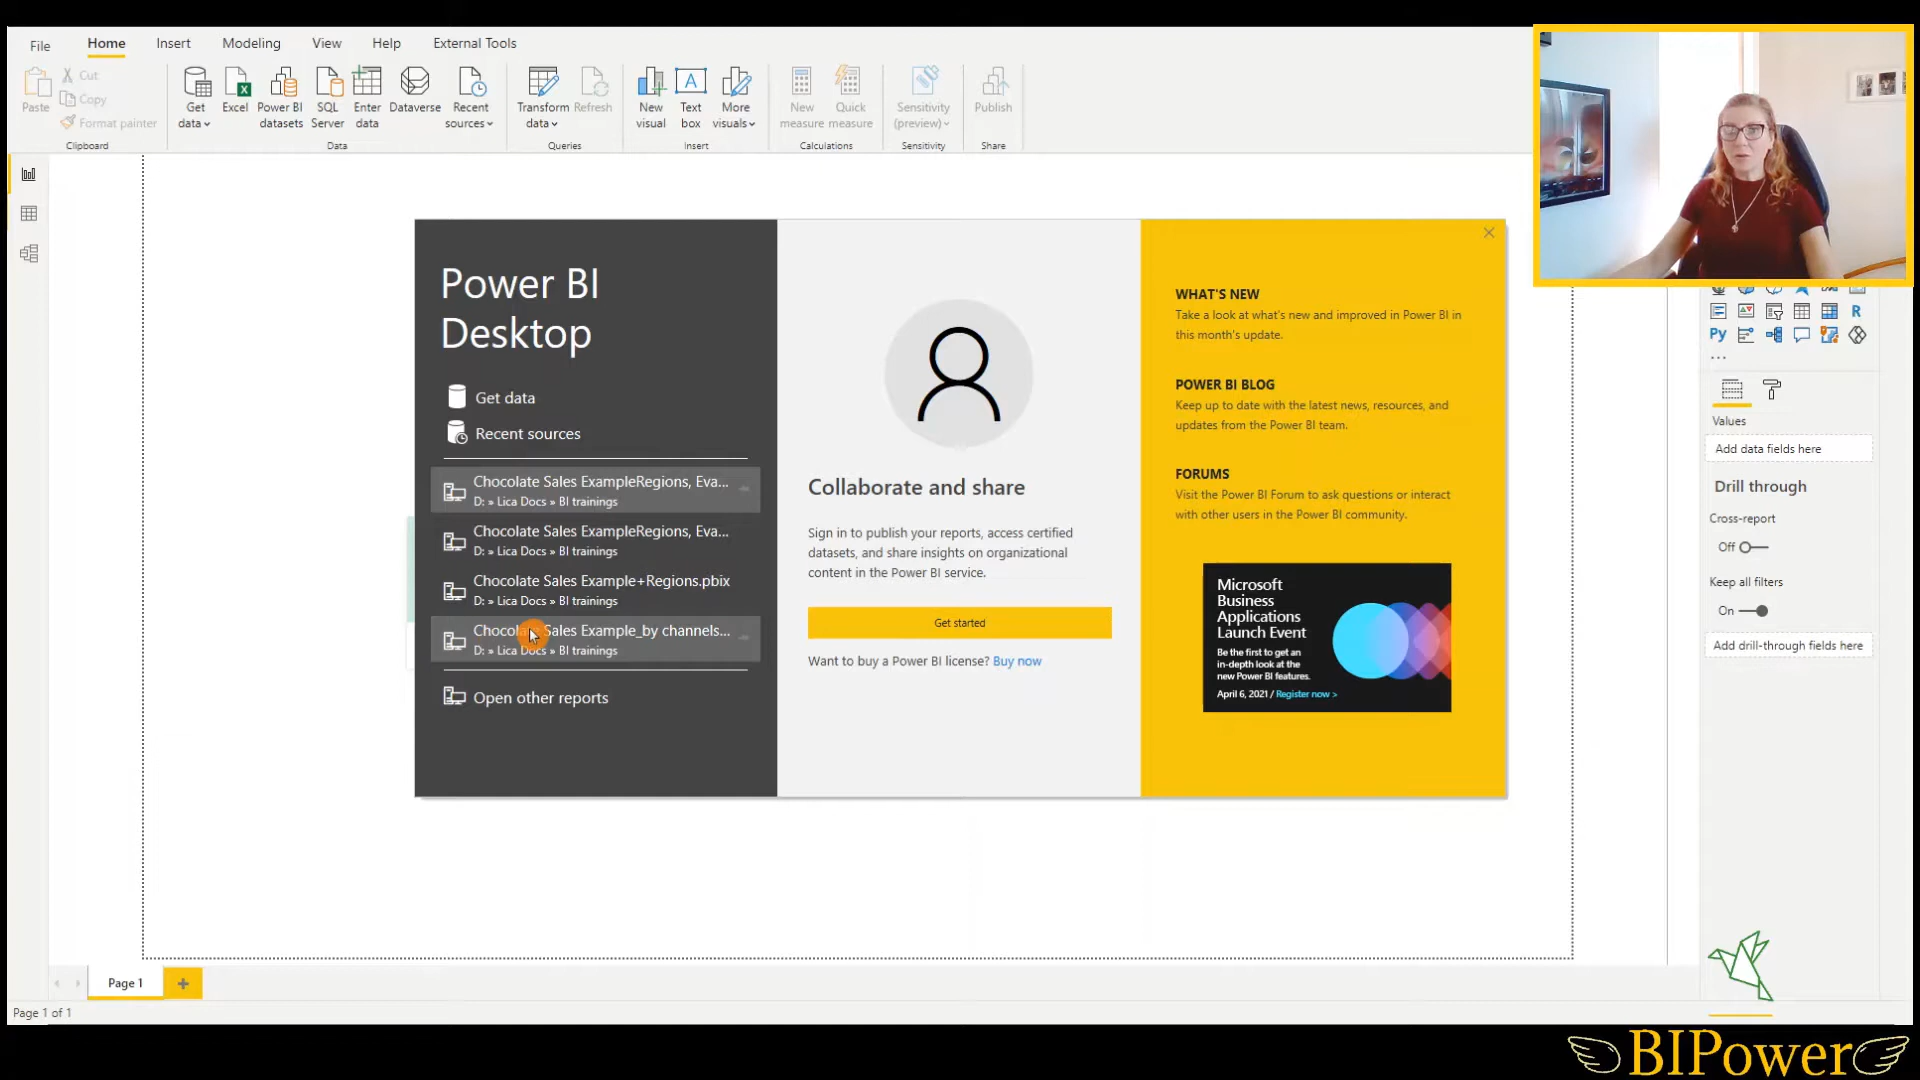 File Home Insert Modeling View Help External Tools
Paste
Cut
Copy
Format painter
Get data
Excel
Power BI datasets
SQL Server
Enter data
Dataverse
Recent sources
Transform data
Refresh
New visual
Text box
More visuals
New measure
Quick measure
Sensitivity (preview)
Publish
Clipboard
Data
Queries
Insert
Calculations
Sensitivity
Share
Power BI
Desktop
Get data
Recent sources
Chocolate Sales ExampleRegions, Eva...
D: » Lica Docs » BI trainings
Chocolate Sales ExampleRegions, Eva...
D: » Lica Docs » BI trainings
Chocolate Sales Example+Regions.pbix
D: » Lica Docs » BI trainings
Chocolate Sales Example_by channels...
D: » Lica Docs » BI trainings
Open other reports
Collaborate and share
Sign in to publish your reports, access certified
datasets, and share insights on organizational
content in the Power BI service.
Get started
Want to buy a Power BI license? Buy now
WHAT'S NEW
Take a look at what's new and improved in Power BI in
this month's update.
POWER BI BLOG
Keep up to date with the latest news, resources, and
updates from the Power BI team.
FORUMS
Visit the Power BI Forum to ask questions or interact
with other users in the Power BI community.
Microsoft
Business
Applications
Launch Event
Be the first to get an
in-depth look at the
new Power BI features.
April 6, 2021 / Register now >
R
Py
...
Values
Add data fields here
Drill through
Cross-report
Off
Keep all filters
On
Add drill-through fields here
Page 1
+
Page 1 of 1
BIPower